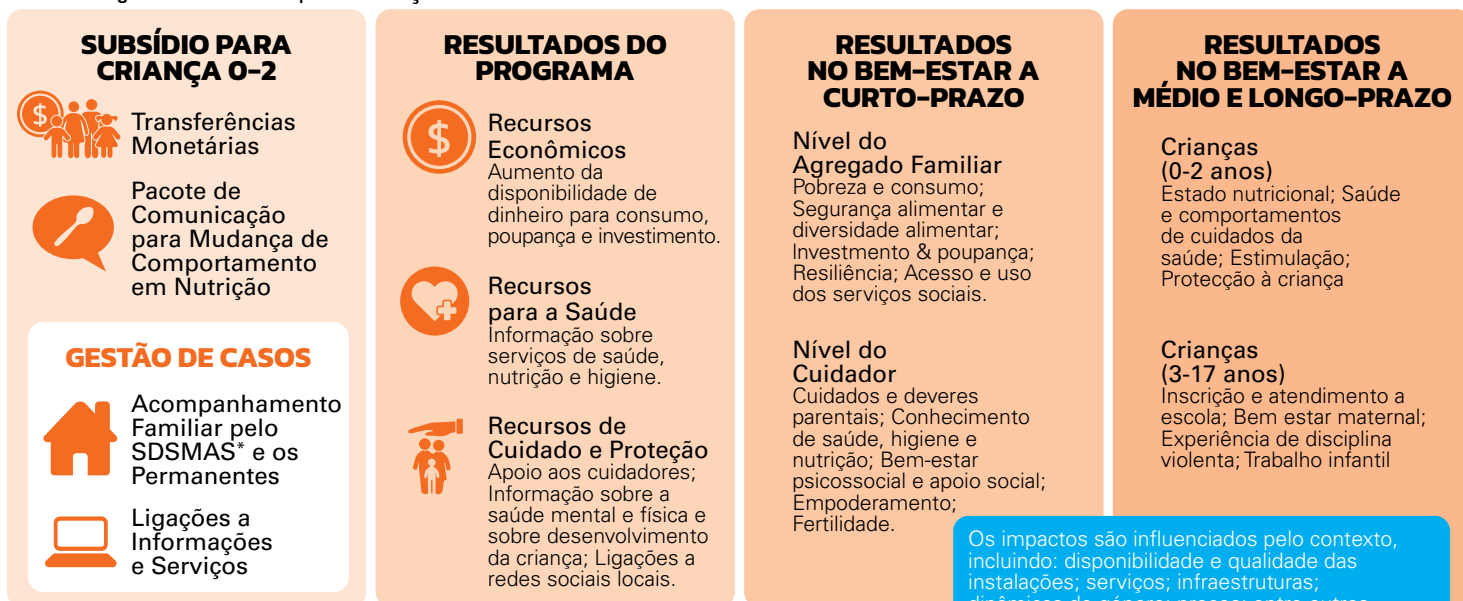 SUBSÍDIO PARA
CRIANÇA 0-2
Transferências
Monetárias
Pacote de
Comunicação
para Mudança de
Comportamento
em Nutrição
GESTÃO DE CASOS
Acompanhamento
Familiar pelo
SDSMAS* e os
Permanentes
Ligações a
Informações
e Serviços
RESULTADOS DO
PROGRAMA
$
Recursos
Econômicos
Aumento da
disponibilidade de
dinheiro para consumo,
poupança e investimento.
Recursos
para a Saúde
Informação sobre
serviços de saúde,
nutrição e higiene.
Recursos de
Cuidado e Proteção
Apoio aos cuidadores;
Informação sobre a
saúde mental e física e
sobre desenvolvimento
da criança; Ligações a
redes sociais locais.
RESULTADOS
NO BEM-ESTAR A
CURTO-PRAZO
Nível do
Agregado Familiar
Pobreza e consumo;
Segurança alimentar e
diversidade alimentar;
Investmento & poupança;
Resiliência; Acesso e uso
dos serviços sociais.
Nível do
Cuidador
Cuidados e deveres
parentais; Conhecimento
de saúde, higiene e
nutrição; Bem-estar
psicossocial e apoio social;
Empoderamento;
Fertilidade.
RESULTADOS
NO BEM-ESTAR A
MÉDIO E LONGO-PRAZO
Crianças
(0-2 anos)
Estado nutricional; Saúde
e comportamentos
de cuidados da
saúde; Estimulação;
Protecção à criança
Crianças
(3-17 anos)
Inscrição e atendimento a
escola; Bem estar maternal;
Experiência de disciplina
violenta; Trabalho infantil
Os impactos são influenciados pelo contexto,
incluindo: disponibilidade e qualidade das
instalações; serviços; infraestruturas;